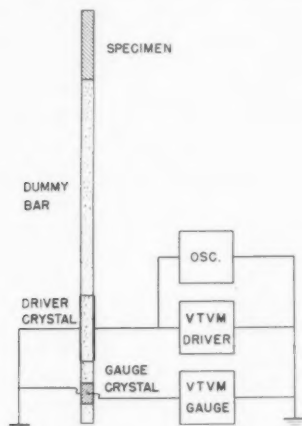 SPECIMEN
DUMMY
BAR
OSC.
DRIVER
CRYSTAL
VTVM
DRIVER
GAUGE
CRYSTAL
VTVM
GAUGE